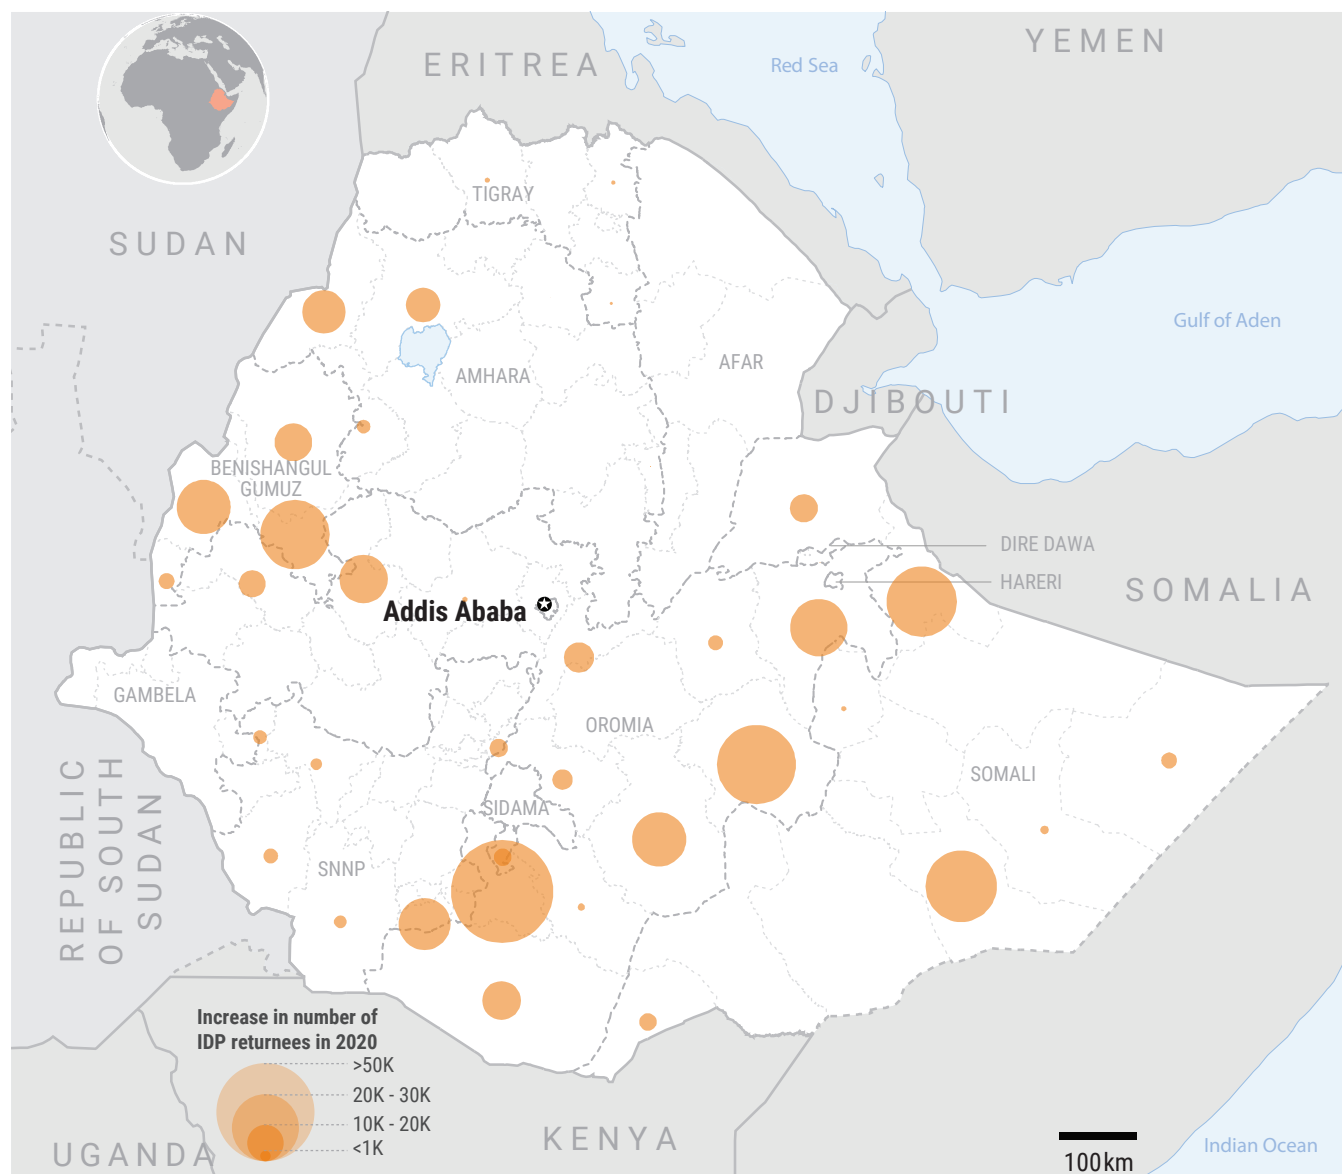 YEMEN
ERITREA
Red Sea
TIGRAY
SUDAN
Gulf of Aden
AFAR
AMHARA
DJIBOUTI
BENISHANGUL
GUMUZ
DIRE DAWA
HARERI
SOMALIA
Addis Ababa
GAMBELA
OROMIA
SOMALI
SIDAMA
SNNP
REPUBLIC
OF SOUTH
SUDAN
Increase in number of
IDP returnees in 2020
>50K
20K - 30K
10K - 20K
<1K
UGANDA
KENYA
Indian Ocean
100km